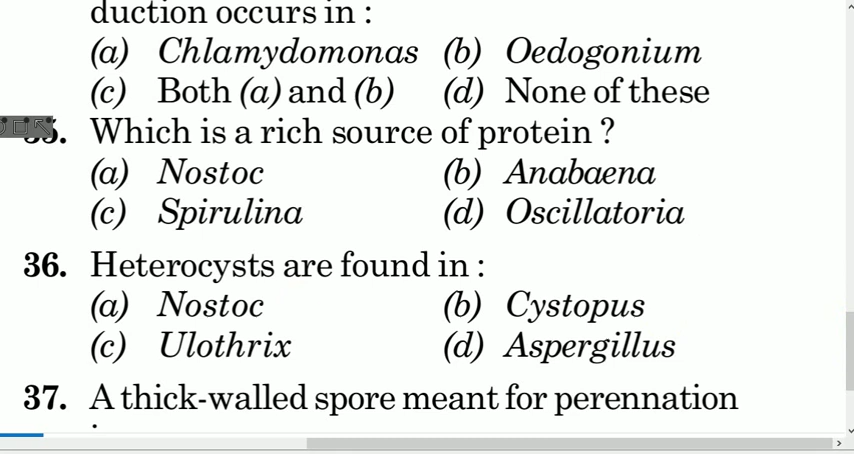 duction occurs in :
(a) Chlamydomonas (b) Oedogonium
(c) Both (a) and (b) (d) None of these
35. Which is a rich source of protein ?
(a) Nostoc (b) Anabaena
(c) Spirulina (d) Oscillatoria
36. Heterocysts are found in :
(a) Nostoc (b) Cystopus
(c) Ulothrix (d) Aspergillus
37. A thick-walled spore meant for perennation